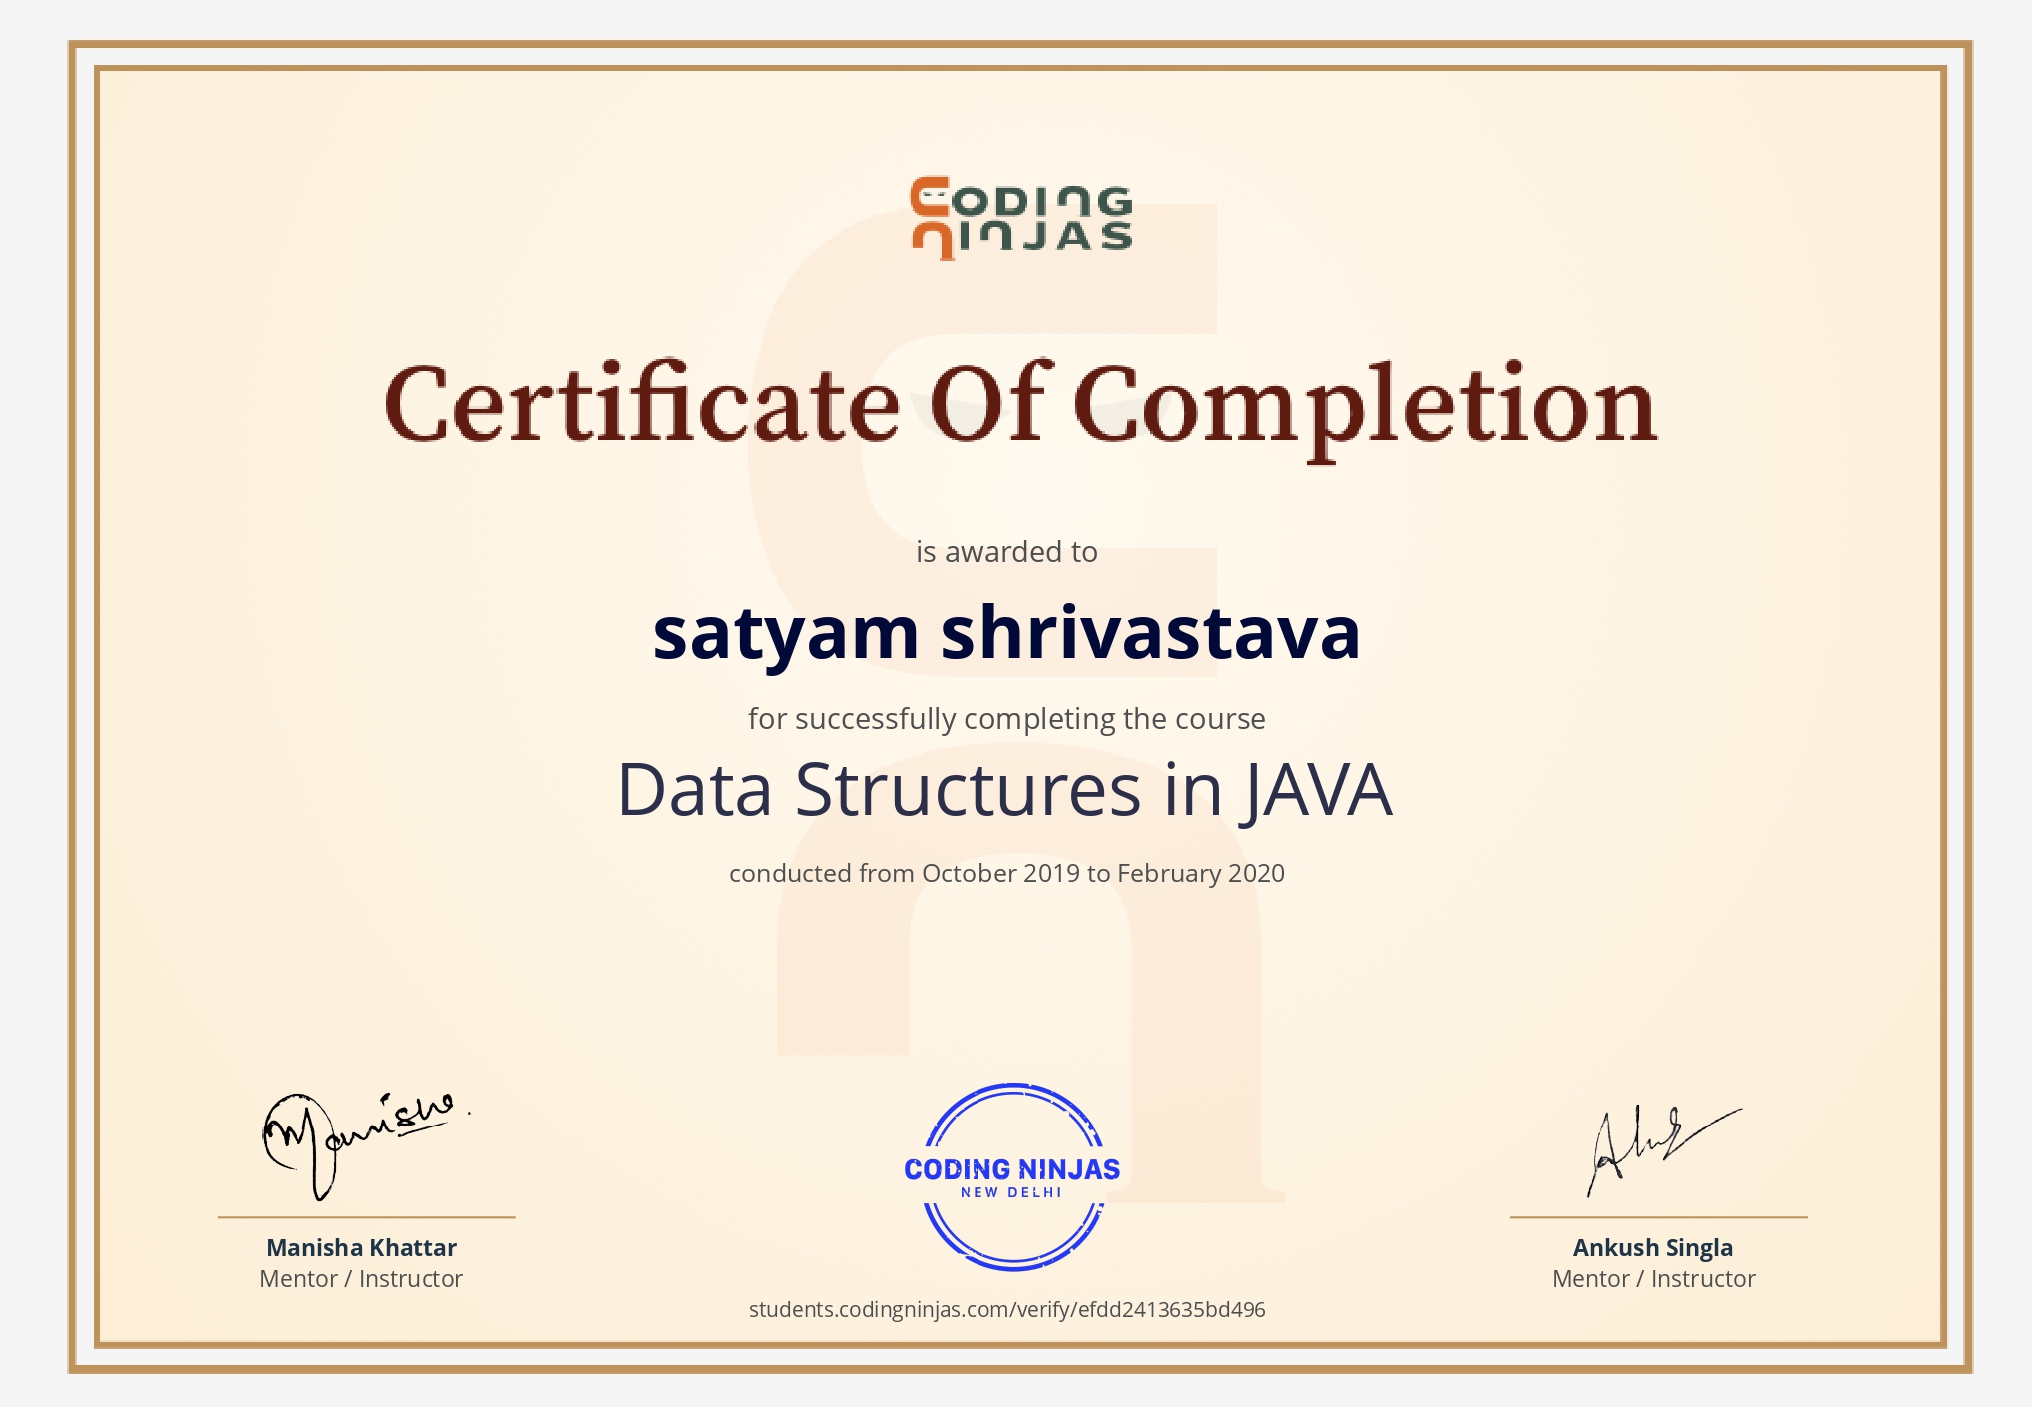 CODING
NINJAS
Certificate Of Completion
is awarded to
satyam shrivastava
for successfully completing the course
Data Structures in JAVA
conducted from October 2019 to February 2020
Manisha.
CODING NINJAS
NEW DELHI
Manisha Khattar
Mentor / Instructor
Ankush Singla
Mentor / Instructor
students.codingninjas.com/verify/efdd2413635bd496